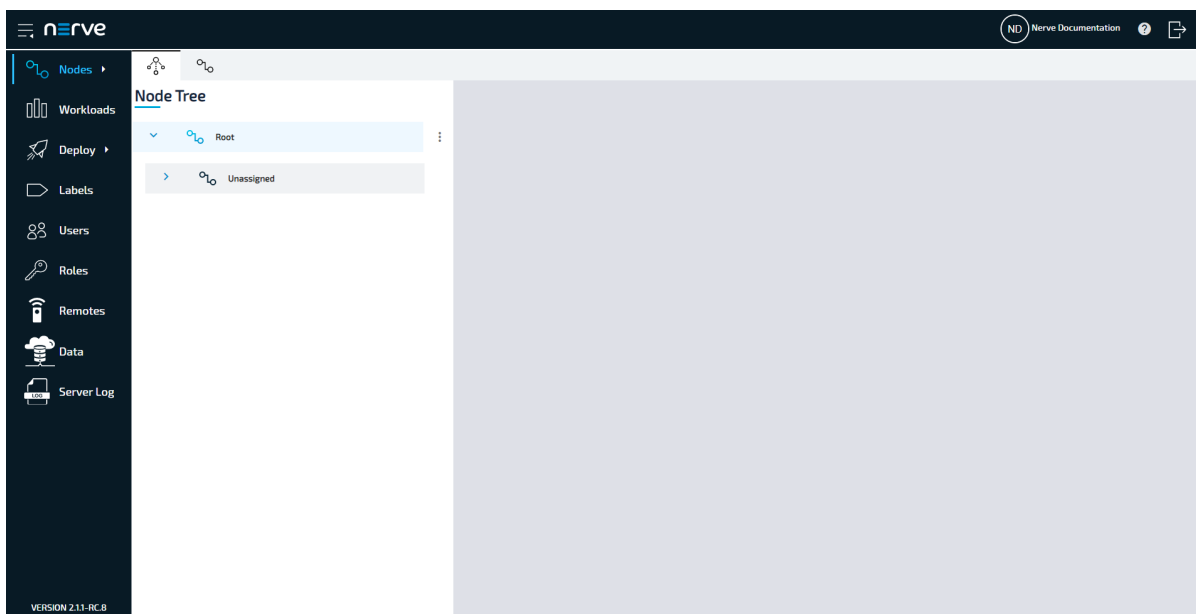 nerve
ND Nerve Documentation ?
Nodes
Workloads
Deploy
Labels
Users
Roles
Remotes
Data
LOG Server Log
VERSION 2.1.1-RC.8
Node Tree
Root
Unassigned